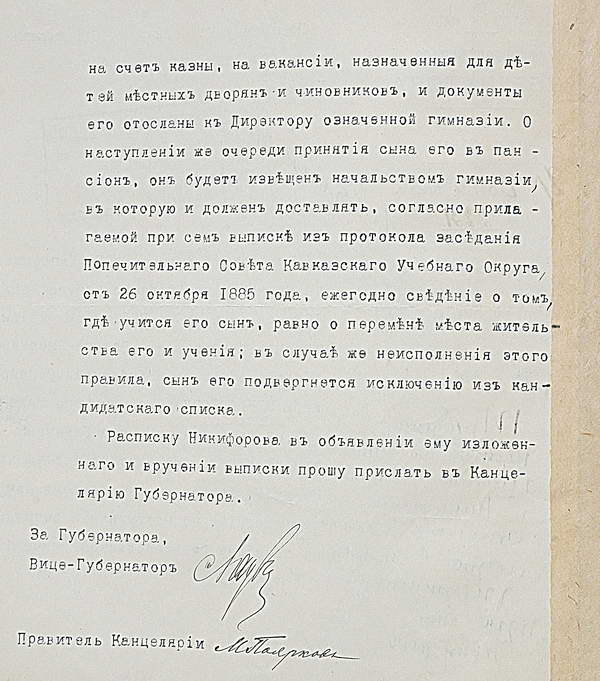 на счетъ казны, на вакансіи, назначенныя для дѣ-
тей мѣстныхъ дворянъ и чиновниковъ, и документы
его отосланы къ Директору означенной гимназіи. О
наступленіи же очереди принятія сына его въ пан -
сіонъ, онъ будетъ извѣщенъ начальствомъ гимназіи,
въ которую и долженъ доставлять, согласно прила -
гаемой при семъ выпискѣ изъ протокола засѣданія
Попечительнаго Совѣта Кавказскаго Учебнаго Округа,
отъ 26 октября 1885 года, ежегодно свѣдѣніе о томъ,
гдѣ учится его сынъ, равно о перемѣнѣ мѣста житель-
ства его и ученія; въ случаѣ же неисполненія этого
правила, сынъ его подвергнется исключенію изъ кан-
дидатскаго списка.
Расписку Никифорова въ объявленіи ему изложен-
наго и врученіи выписки прошу прислать въ Канце-
лярію Губернатора.
За Губернатора,
Вице-Губернаторъ
Правитель Канцеляріи М. Поярковъ